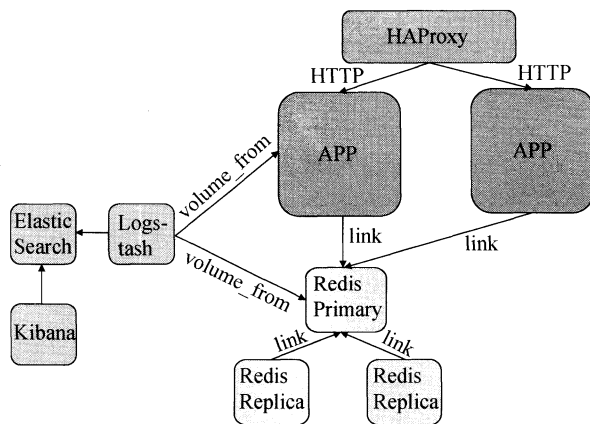 HAProxy
HTTP
HTTP
APP
APP
volume_from
Elastic
Search
Logs-
tash
link
link
volume_from
Redis
Primary
Kibana
link
link
Redis
Replica
Redis
Replica